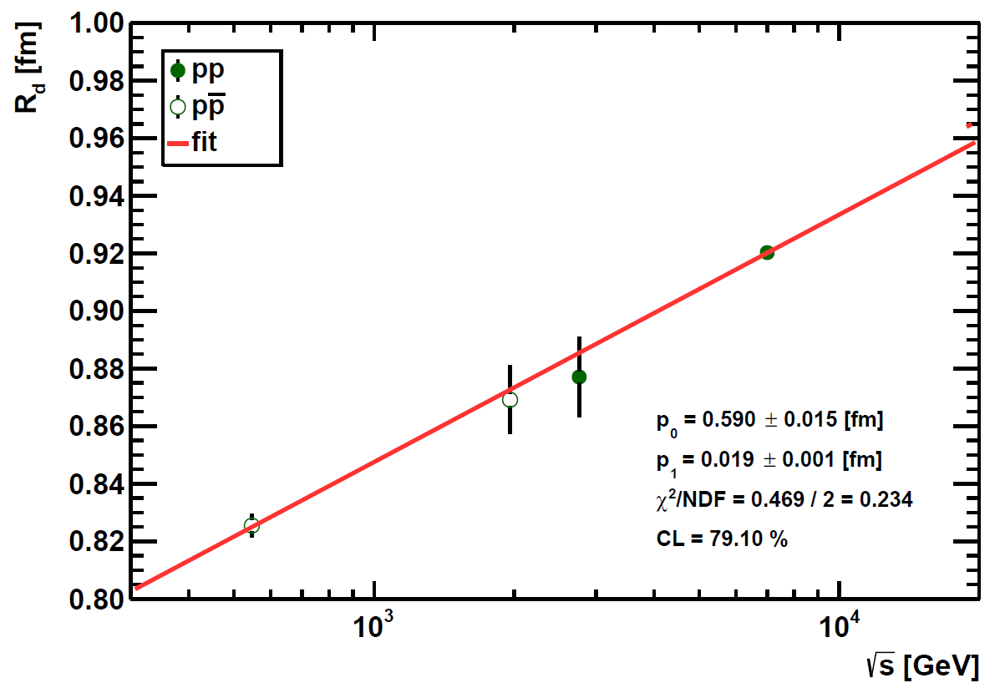 R_d [fm]
1.00
0.98
0.96
0.94
0.92
0.90
0.88
0.86
0.84
0.82
0.80
pp
pp̅
fit
p₀ = 0.590 ± 0.015 [fm]
p₁ = 0.019 ± 0.001 [fm]
χ²/NDF = 0.469 / 2 = 0.234
CL = 79.10 %
10³
10⁴
√s [GeV]